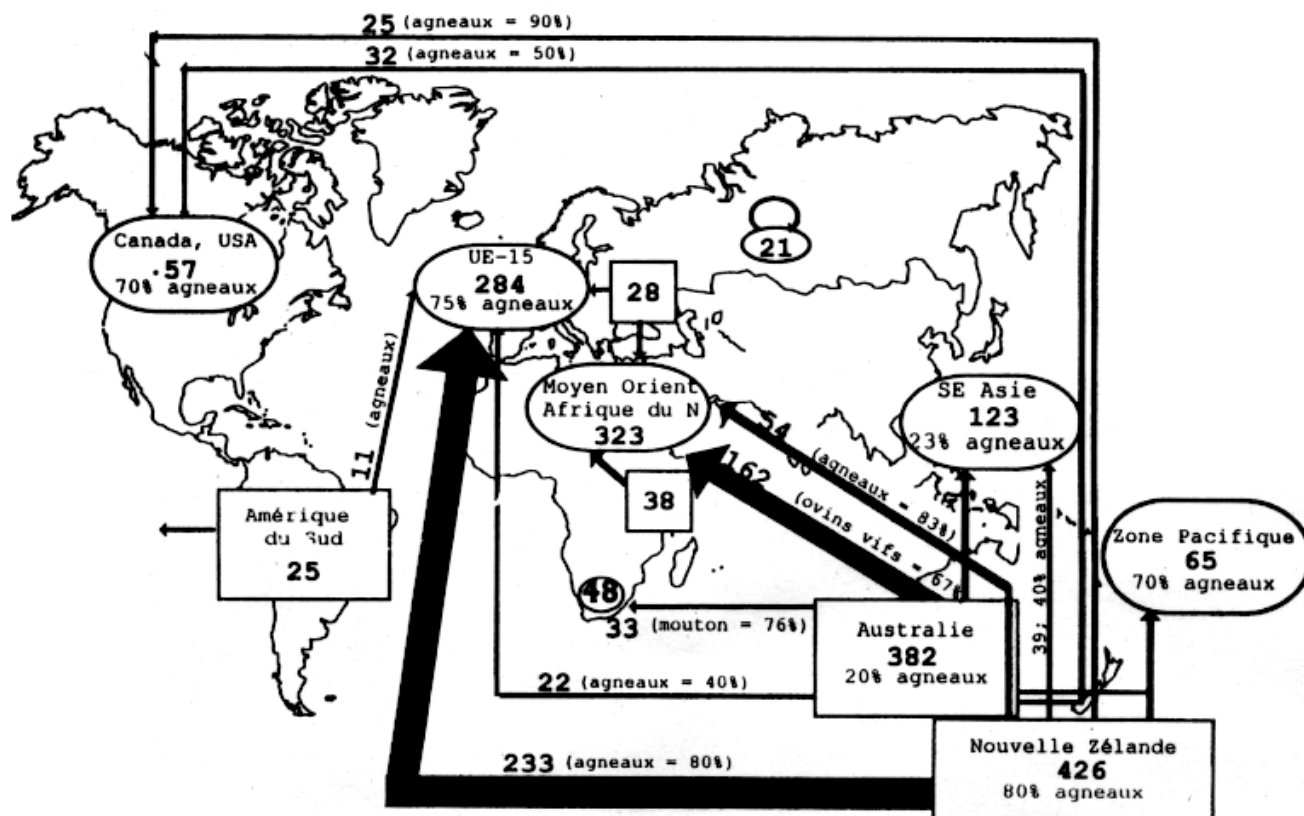 25 (agneaux = 90%)
32 (agneaux = 50%)
Canada, USA
57
70% agneaux
UE-15
284
75% agneaux
28
21
11 (agneaux)
Moyen Orient
Afrique du N
323
SE Asie
123
23% agneaux
54 (agneaux = 83%)
162 (ovins vifs = 67%
38
39; 40% agneaux
Amérique
du Sud
25
Zone Pacifique
65
70% agneaux
48
33 (mouton = 76%)
Australie
382
20% agneaux
22 (agneaux = 40%)
233 (agneaux = 80%)
Nouvelle Zélande
426
80% agneaux